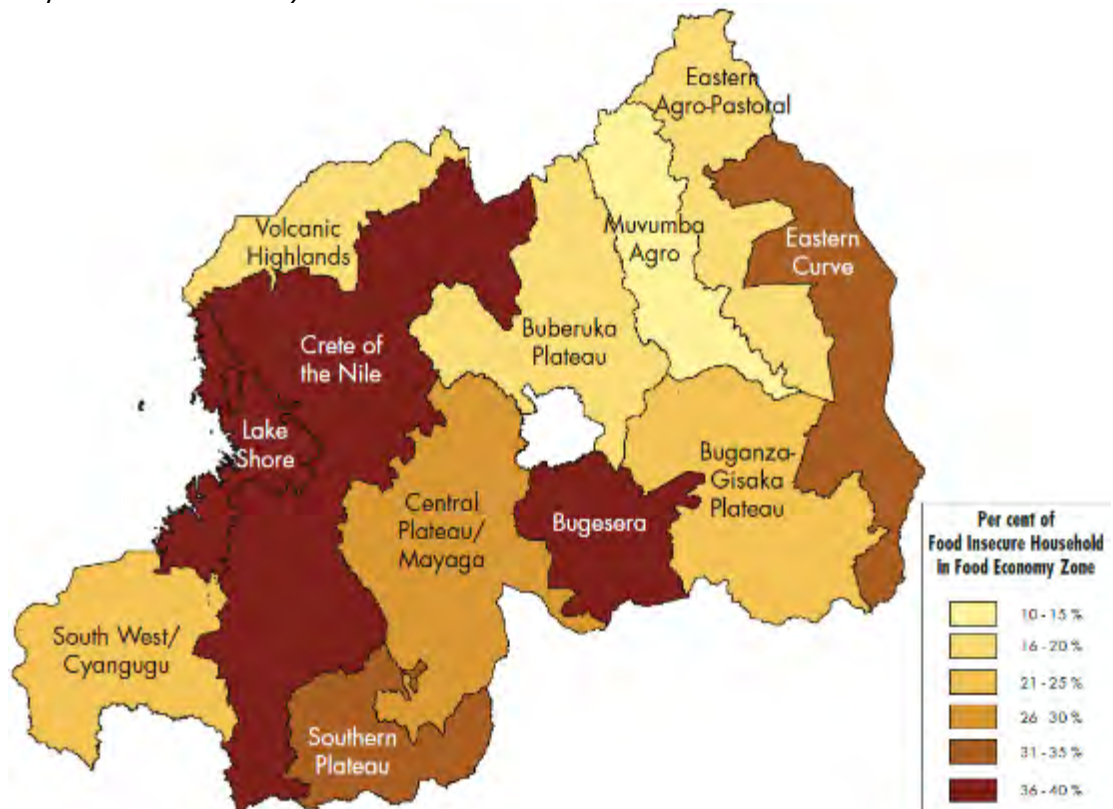 Eastern
Agro-Pastoral
Volcanic
Highlands
Muvumba
Agro
Eastern
Curve
Crete of
the Nile
Buberuka
Plateau
Lake
Shore
Buganza-
Gisaka
Plateau
Central
Plateau/
Mayaga
Bugesera
South West/
Cyangugu
Southern
Plateau
Per cent of
Food Insecure Household
in Food Economy Zone
10 - 15 %
16 - 20 %
21 - 25 %
26 - 30 %
31 - 35 %
36 - 40 %